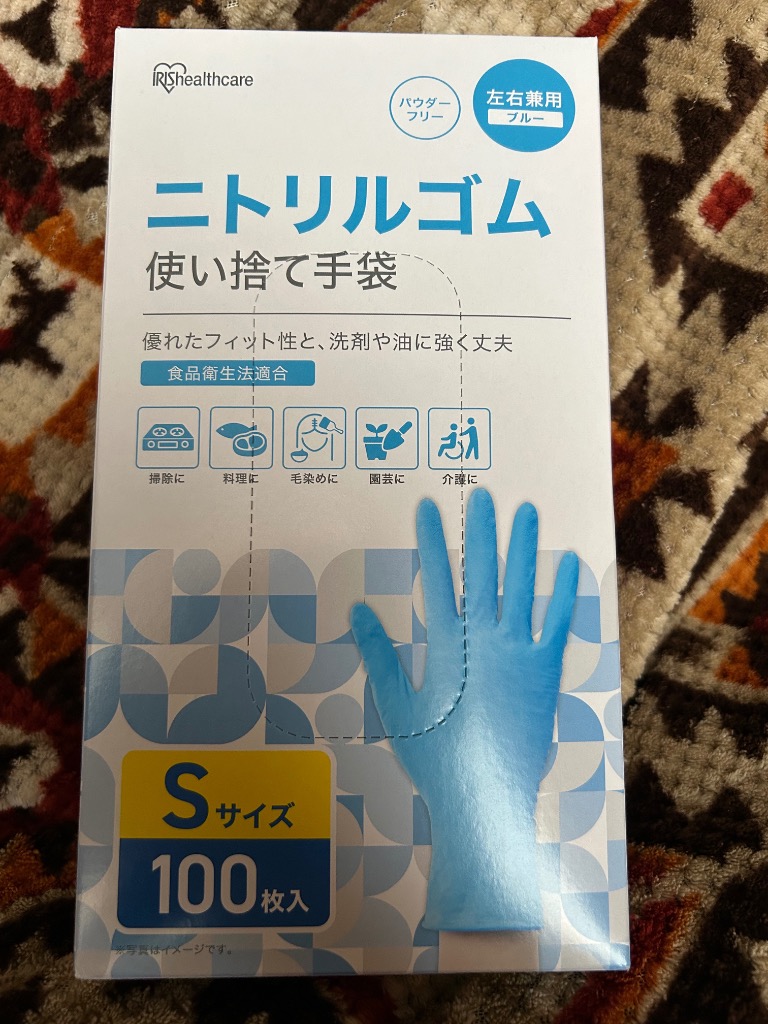 IRIShealthcare
パウダー
フリー
左右兼用
ブルー
ニトリルゴム
使い捨て手袋
優れたフィット性と、洗剤や油に強く丈夫
食品衛生法適合
掃除に
料理に
毛染めに
園芸に
介護に
Sサイズ
100枚入
※写真はイメージです。